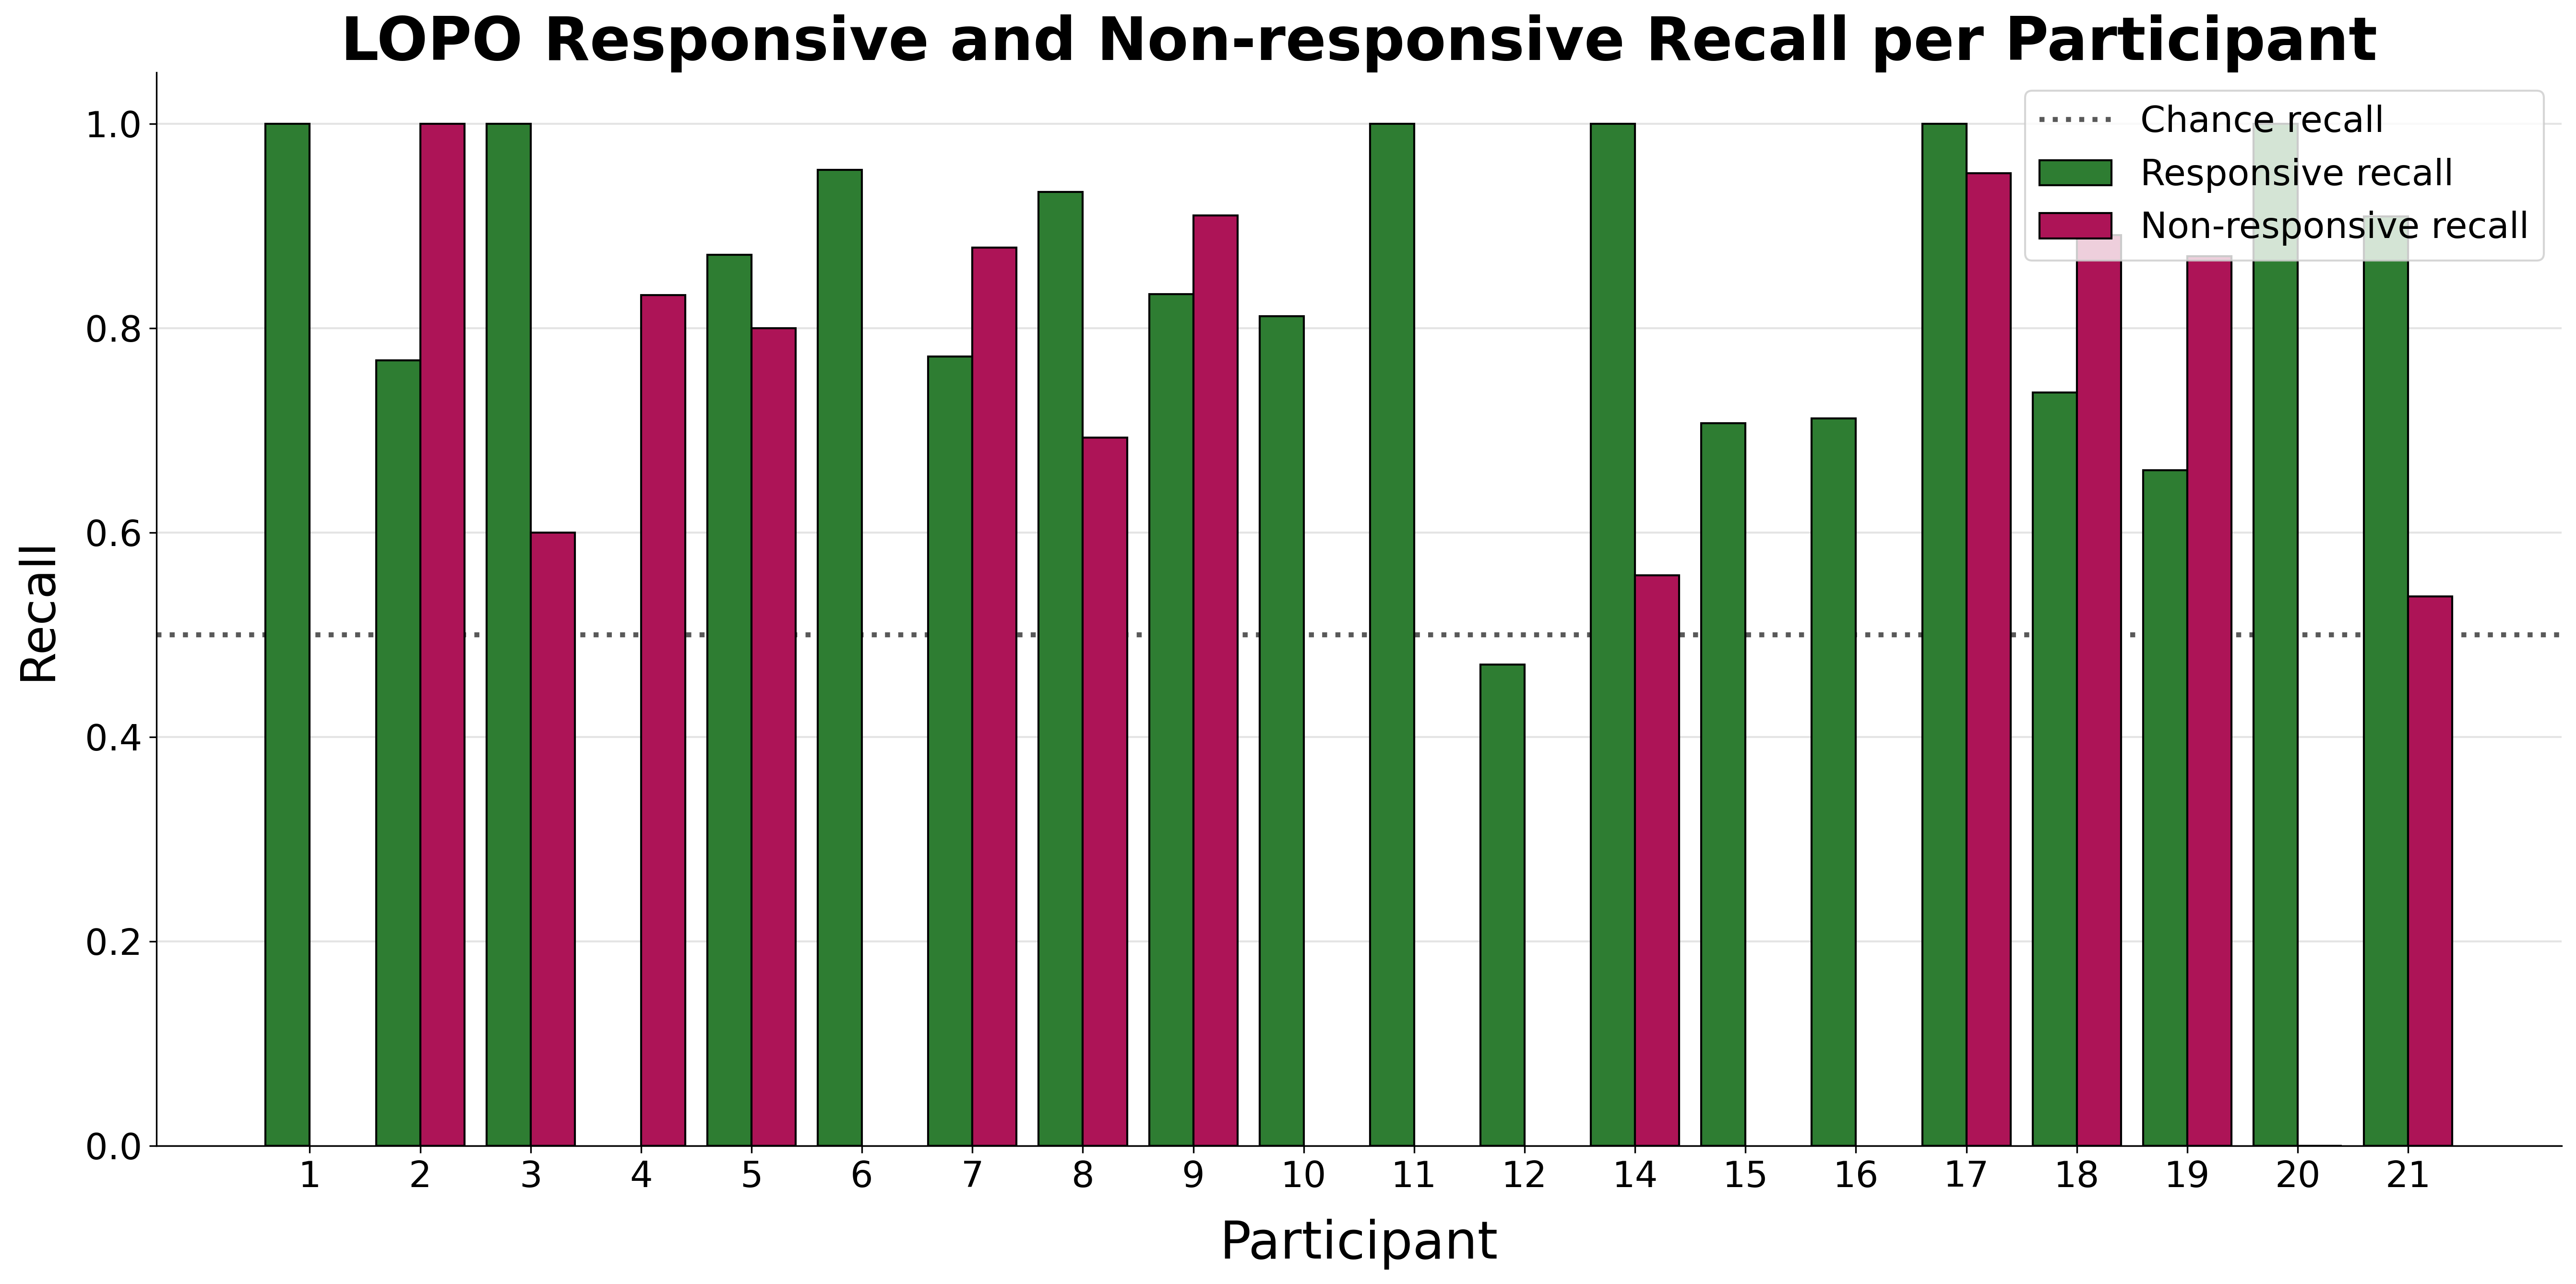 LOPO Responsive and Non-responsive Recall per Participant
Chance recall
Responsive recall
Non-responsive recall
Recall
1.0
0.8
0.6
0.4
0.2
0.0
1 2 3 4 5 6 7 8 9 10 11 12 14 15 16 17 18 19 20 21
Participant